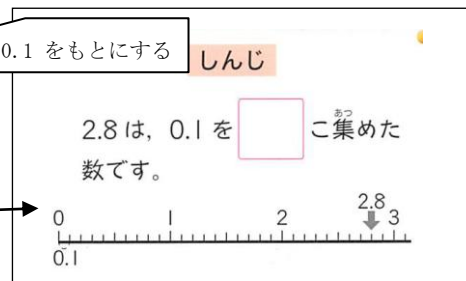 0.1 をもとにする
しんじ
2.8 は，0.1 を　　こ集めた
あつ
数です。
2.8
0 1 2 3
0.1